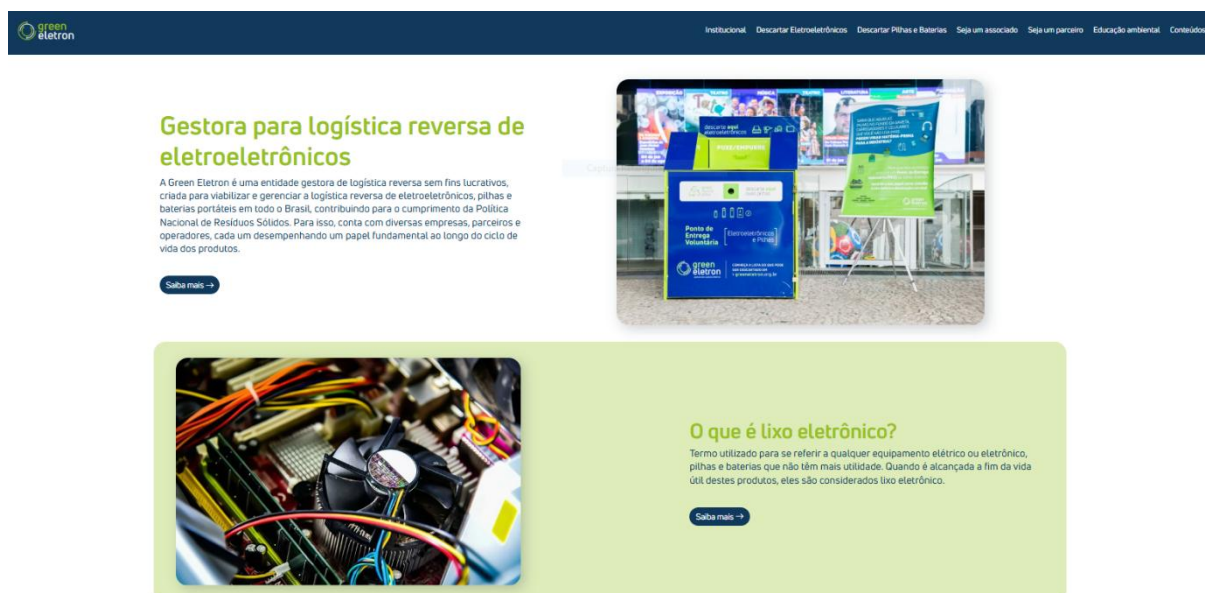 green
eletron
Institucional Descartar Eletroeletrônicos Descartar Pilhas e Baterias Seja um associado Seja um parceiro Educação ambiental Conteúdos
Gestora para logística reversa de
eletroeletrônicos
A Green Eletron é uma entidade gestora de logística reversa sem fins lucrativos,
criada para viabilizar e gerenciar a logística reversa de eletroeletrônicos, pilhas e
baterias portáteis em todo o Brasil, contribuindo para o cumprimento da Política
Nacional de Resíduos Sólidos. Para isso, conta com diversas empresas, parceiros e
operadores, cada um desempenhando um papel fundamental ao longo do ciclo de
vida dos produtos.
Saiba mais →
descarte aqui
eletroeletrônicos
PUXE/EMPURRE
Ponto de
Entrega
Voluntária
Eletroeletrônicos
e Pilhas
green
eletron
O que é lixo eletrônico?
Termo utilizado para se referir a qualquer equipamento elétrico ou eletrônico,
pilhas e baterias que não têm mais utilidade. Quando é alcançada a fim da vida
útil destes produtos, eles são considerados lixo eletrônico.
Saiba mais →